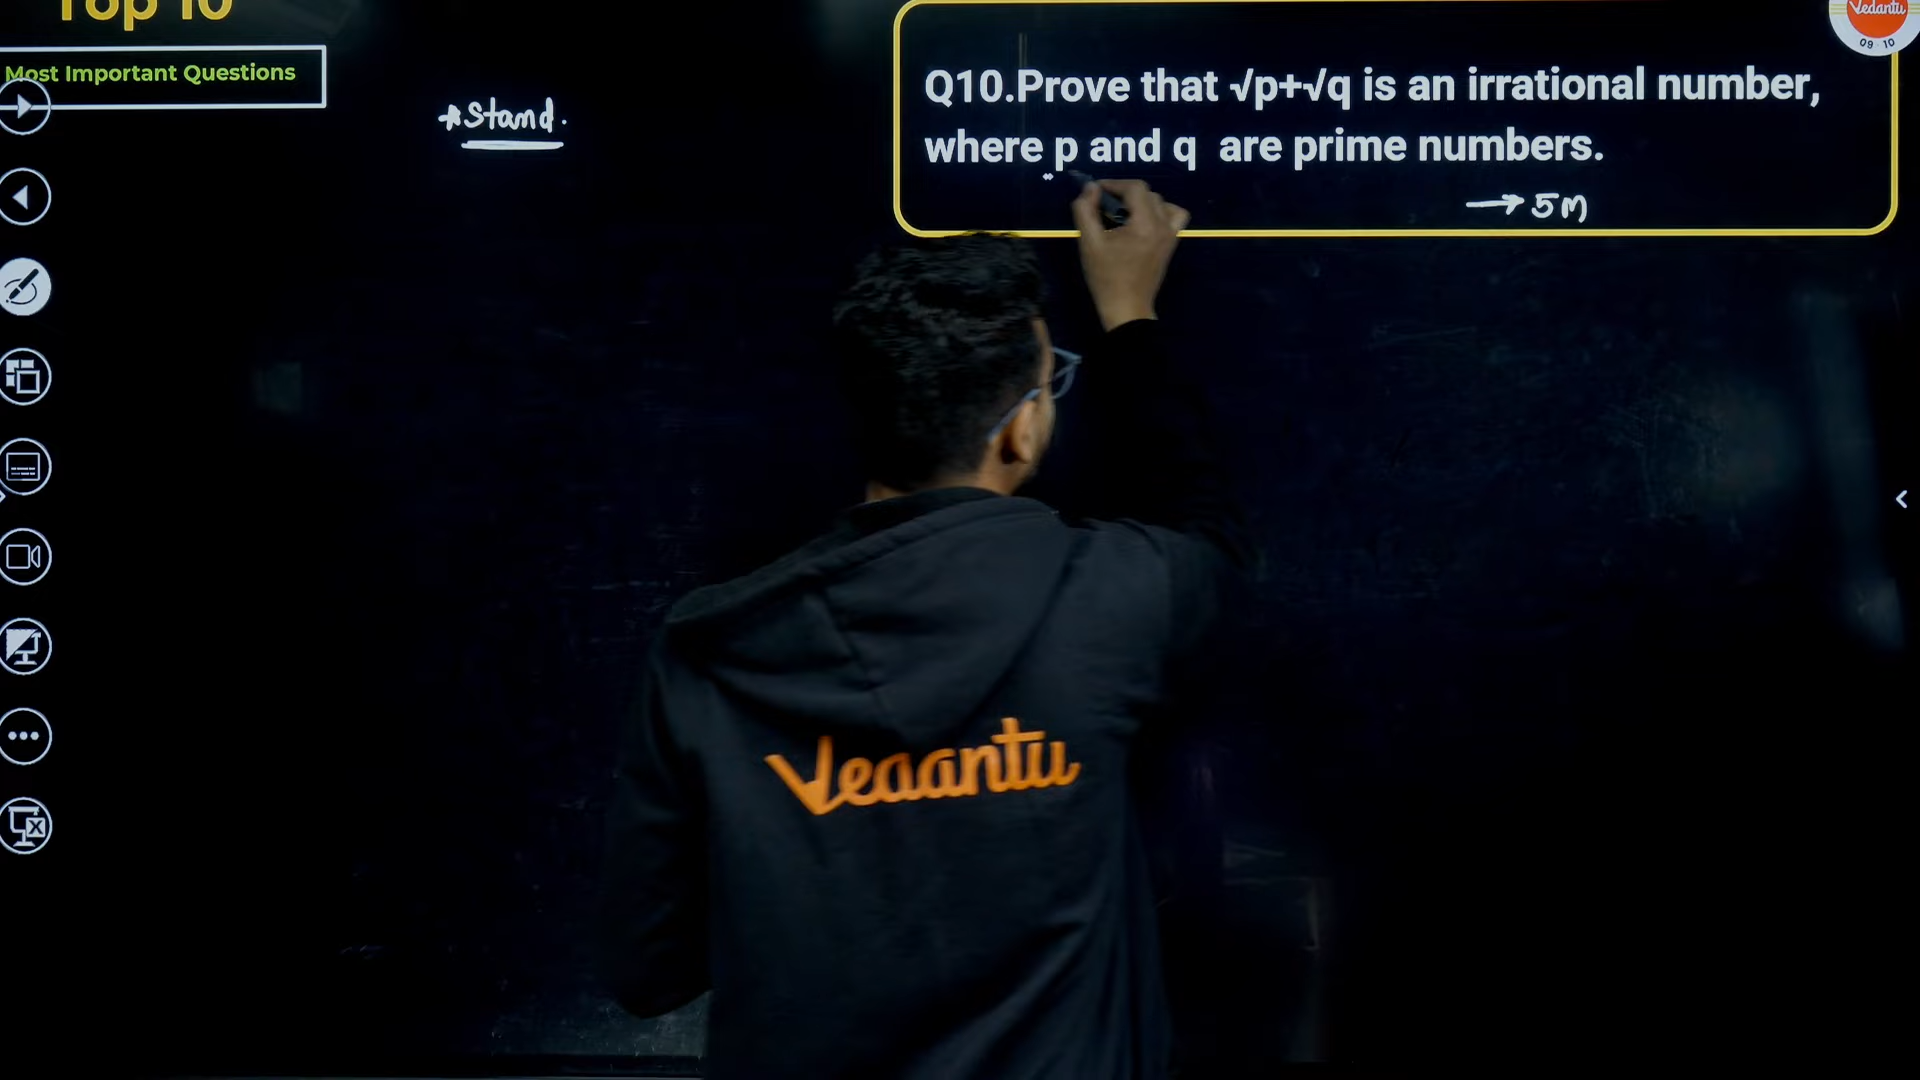 Top 10
Most Important Questions
*Stand.
Q10.Prove that √p+√q is an irrational number,
where p and q are prime numbers.
→ 5M
Vedantu
09 - 10
Vedantu